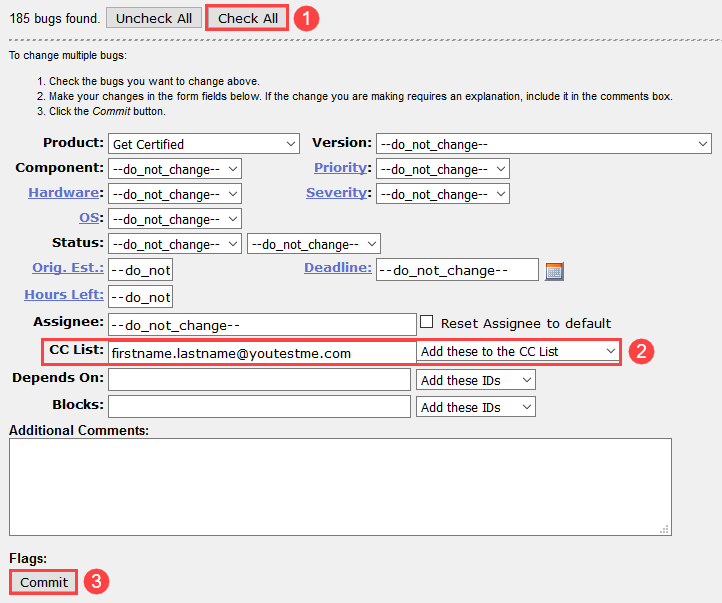 185 bugs found. Uncheck All Check All 1
To change multiple bugs:
1. Check the bugs you want to change above.
2. Make your changes in the form fields below. If the change you are making requires an explanation, include it in the comments box.
3. Click the Commit button.
Product: Get Certified Version: --do_not_change--
Component: --do_not_change-- Priority: --do_not_change--
Hardware: --do_not_change-- Severity: --do_not_change--
OS: --do_not_change--
Status: --do_not_change-- --do_not_change--
Orig. Est.: --do_not Deadline: --do_not_change--
Hours Left: --do_not
Assignee: --do_not_change-- Reset Assignee to default
CC List: firstname.lastname@youtestme.com Add these to the CC List 2
Depends On: Add these IDs
Blocks: Add these IDs
Additional Comments:
Flags:
Commit 3